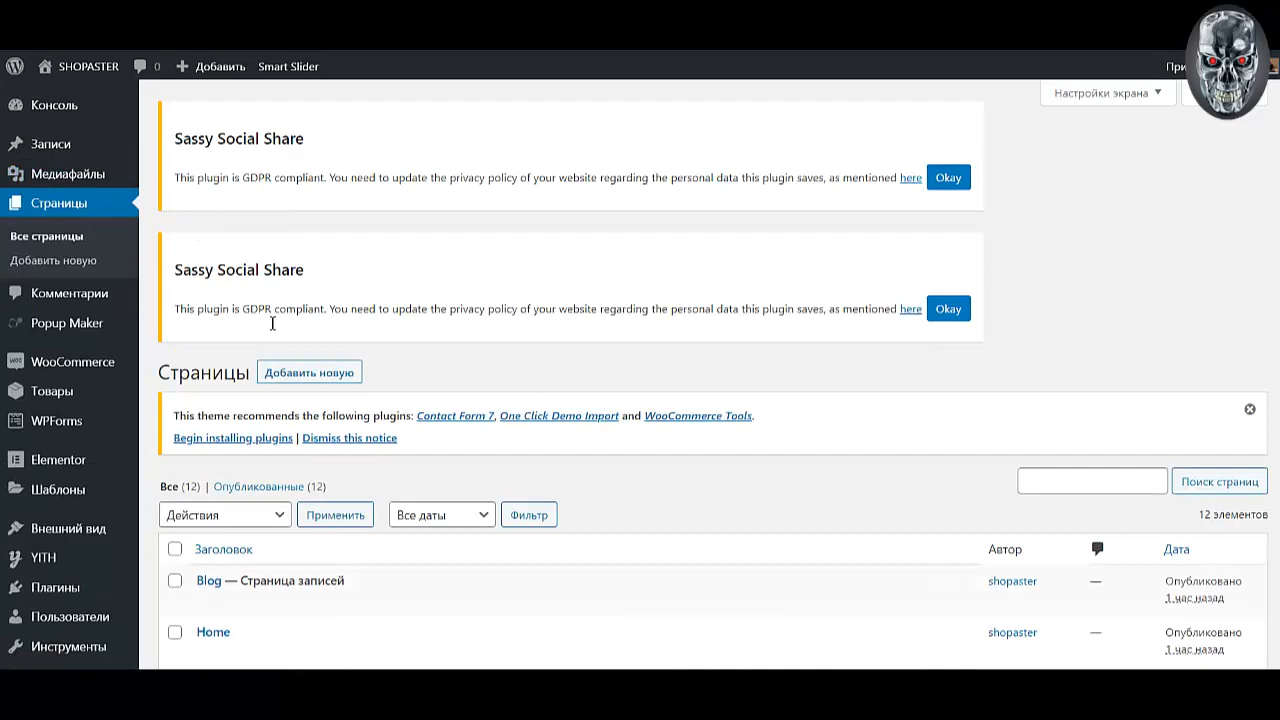 SHOPASTER 0 Добавить Smart Slider При
Настройки экрана
Консоль
Записи
Медиафайлы
Страницы
Все страницы
Добавить новую
Комментарии
Popup Maker
WooCommerce
Товары
WPForms
Elementor
Шаблоны
Внешний вид
YITH
Плагины
Пользователи
Инструменты
Sassy Social Share
This plugin is GDPR compliant. You need to update the privacy policy of your website regarding the personal data this plugin saves, as mentioned here Okay
Sassy Social Share
This plugin is GDPR compliant. You need to update the privacy policy of your website regarding the personal data this plugin saves, as mentioned here Okay
Страницы Добавить новую
This theme recommends the following plugins: Contact Form 7, One Click Demo Import and WooCommerce Tools.
Begin installing plugins | Dismiss this notice
Все (12) | Опубликованные (12)
Поиск страниц
Действия Применить Все даты Фильтр 12 элементов
Заголовок Автор Дата
Blog — Страница записей shopaster — Опубликовано
1 час назад
Home shopaster — Опубликовано
1 час назад